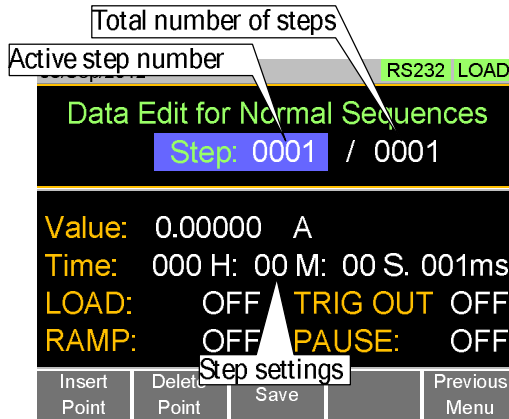 Total number of steps
Active step number
RS232 LOAD
Data Edit for Normal Sequences
Step: 0001 / 0001
Value: 0.00000 A
Time: 000 H: 00 M: 00 S. 001ms
LOAD: OFF TRIG OUT OFF
RAMP: OFF PAUSE: OFF
Step settings
Insert Point
Delete Point
Save
Previous Menu